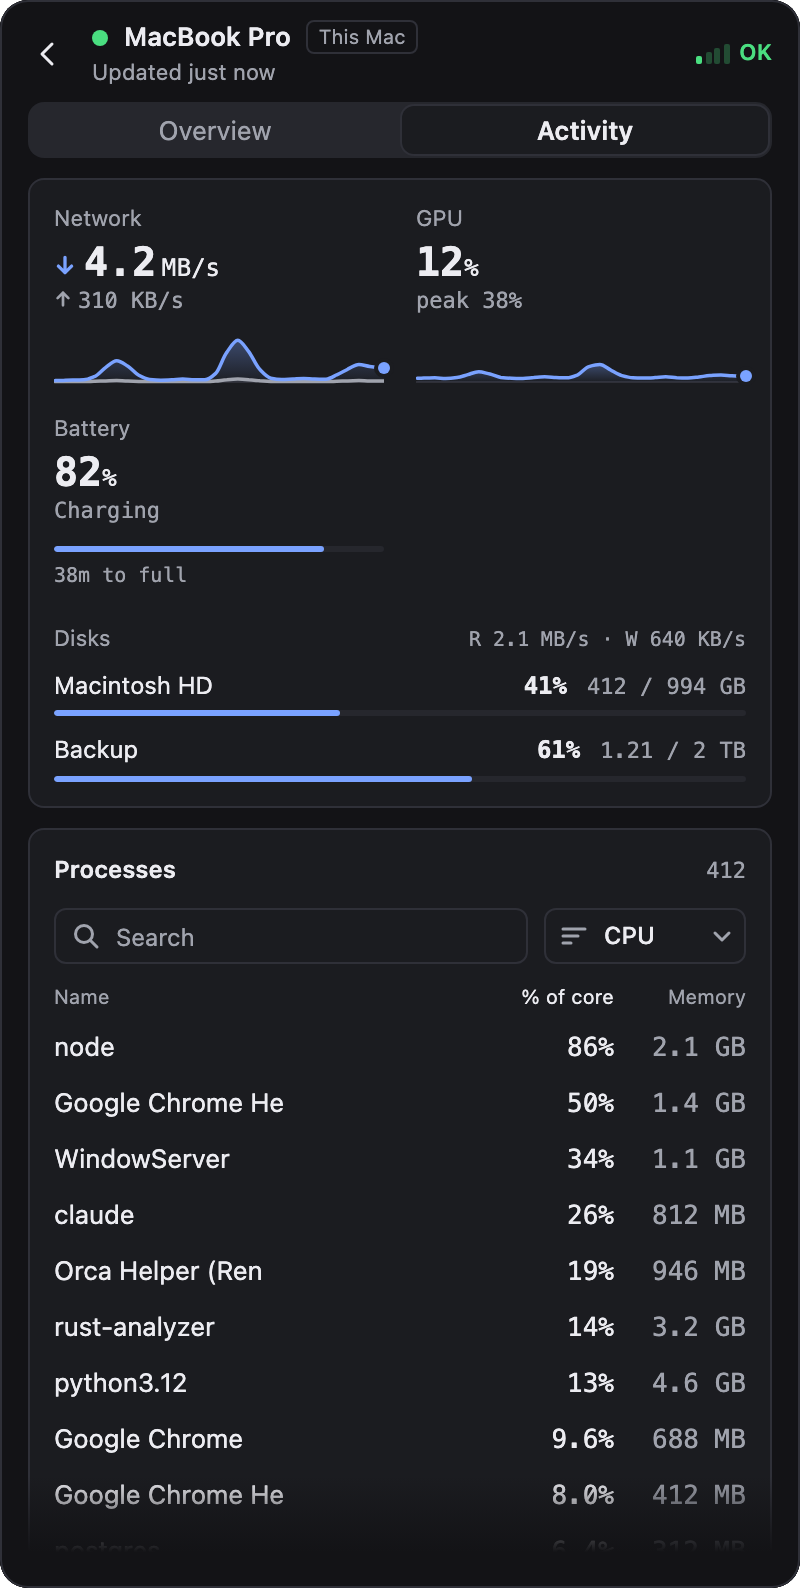 MacBook Pro This Mac
Updated just now
OK
Overview
Activity
Network
↓ 4.2 MB/s
↑ 310 KB/s
GPU
12%
peak 38%
Battery
82%
Charging
38m to full
Disks R 2.1 MB/s · W 640 KB/s
Macintosh HD 41% 412 / 994 GB
Backup 61% 1.21 / 2 TB
Processes 412
Search
CPU
Name % of core Memory
node 86% 2.1 GB
Google Chrome He 50% 1.4 GB
WindowServer 34% 1.1 GB
claude 26% 812 MB
Orca Helper (Ren 19% 946 MB
rust-analyzer 14% 3.2 GB
python3.12 13% 4.6 GB
Google Chrome 9.6% 688 MB
Google Chrome He 8.0% 412 MB
postgres 6.4% 312 MB